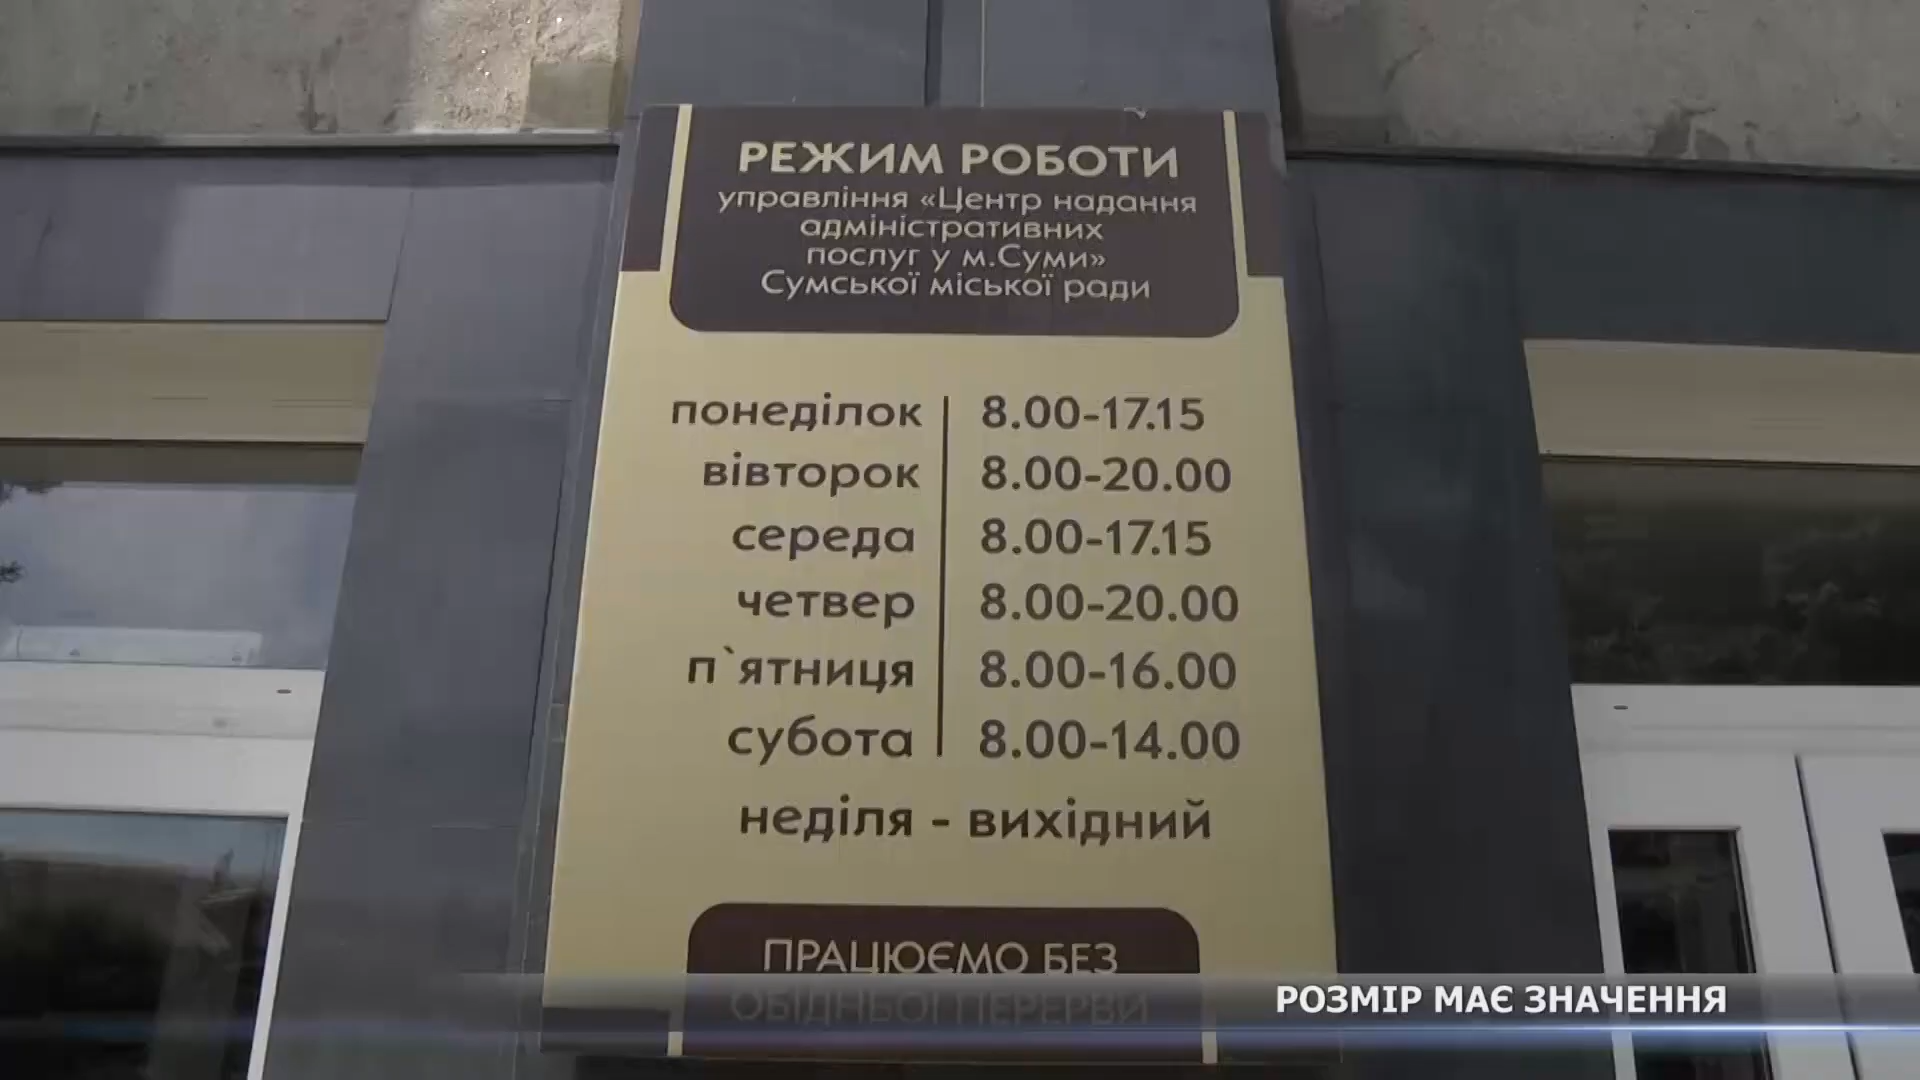 РЕЖИМ РОБОТИ
управління «Центр надання
адміністративних
послуг у м.Суми»
Сумської міської ради
понеділок 8.00-17.15
вівторок 8.00-20.00
середа 8.00-17.15
четвер 8.00-20.00
п`ятниця 8.00-16.00
субота 8.00-14.00
неділя - вихідний
ПРАЦЮЄМО БЕЗ
ОБІДНЬОЇ ПЕРЕРВИ
РОЗМІР МАЄ ЗНАЧЕННЯ